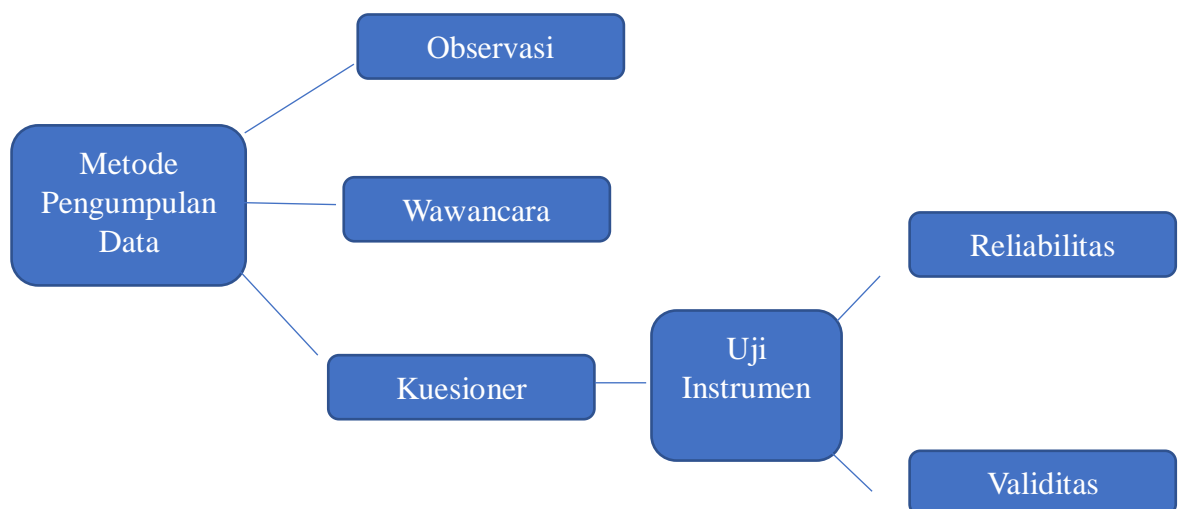 Observasi
Metode
Pengumpulan
Data
Wawancara
Kuesioner
Uji
Instrumen
Reliabilitas
Validitas